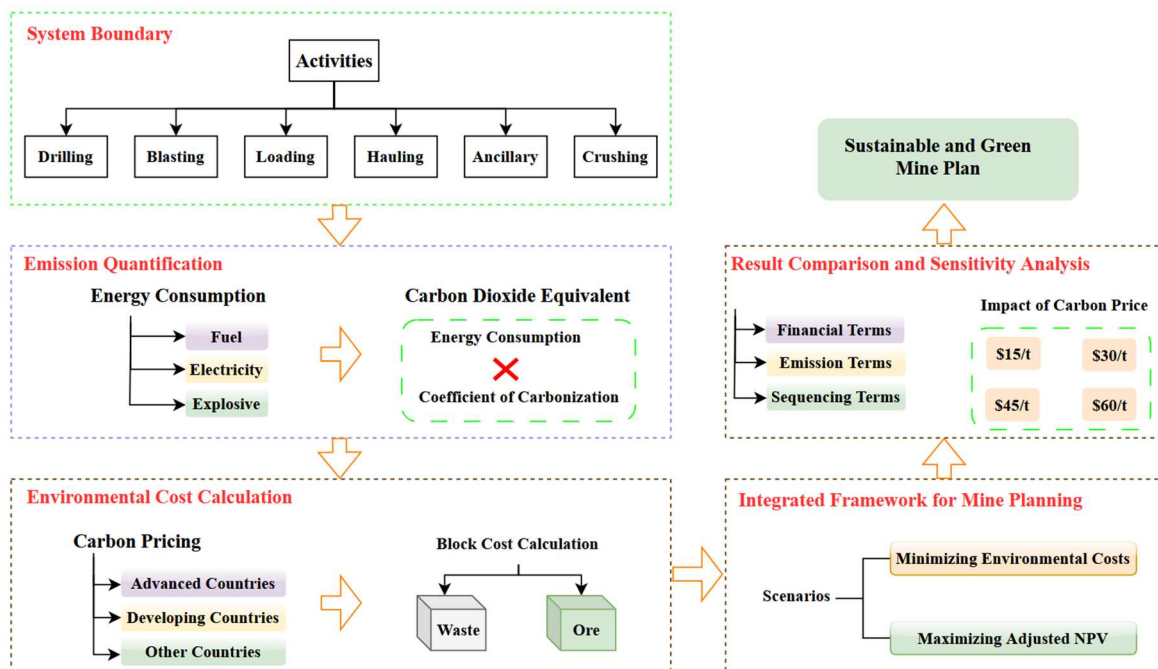 System Boundary
Activities
Drilling
Blasting
Loading
Hauling
Ancillary
Crushing
Emission Quantification
Energy Consumption
Fuel
Electricity
Explosive
Carbon Dioxide Equivalent
Energy Consumption
Coefficient of Carbonization
Environmental Cost Calculation
Carbon Pricing
Advanced Countries
Developing Countries
Other Countries
Block Cost Calculation
Waste
Ore
Integrated Framework for Mine Planning
Scenarios
Minimizing Environmental Costs
Maximizing Adjusted NPV
Result Comparison and Sensitivity Analysis
Financial Terms
Emission Terms
Sequencing Terms
Impact of Carbon Price
$15/t
$30/t
$45/t
$60/t
Sustainable and Green
Mine Plan